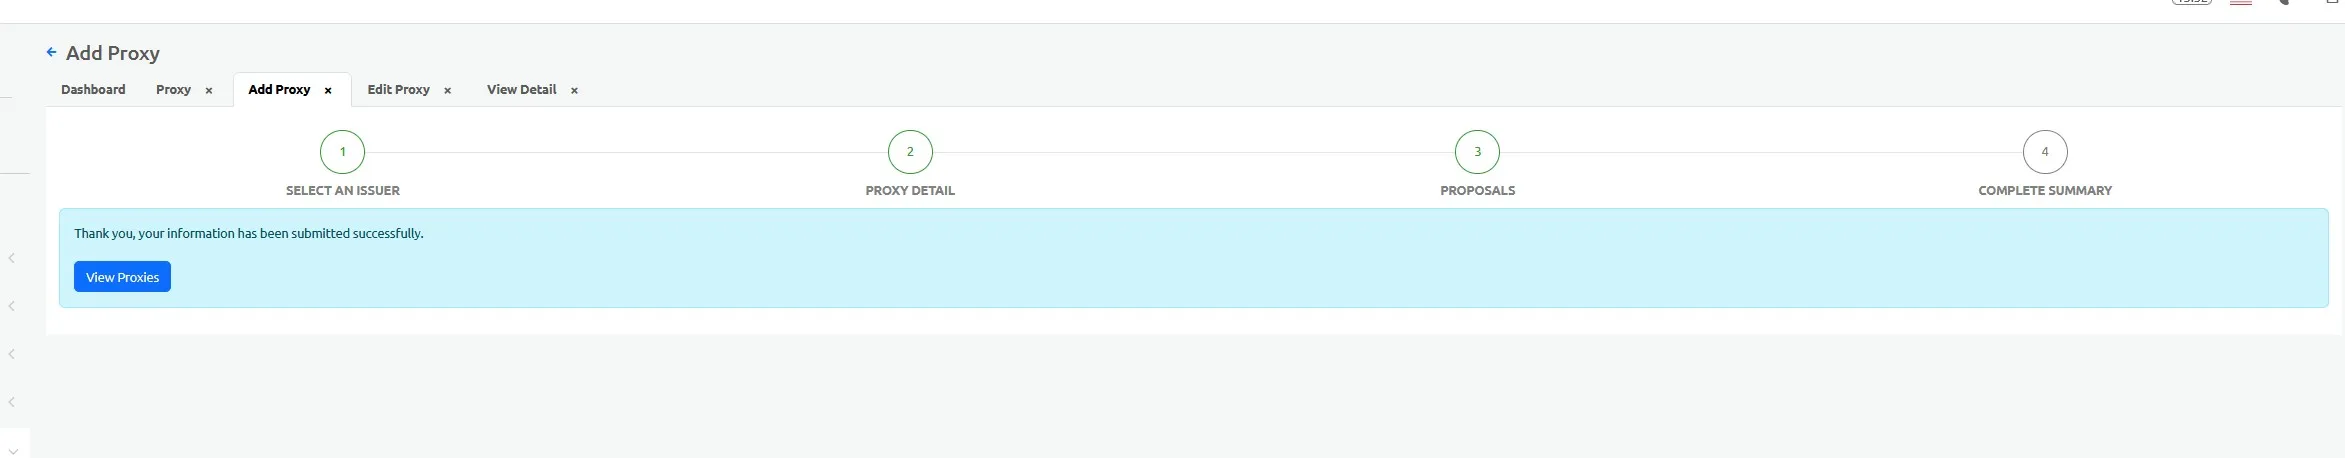 Add Proxy
Dashboard Proxy × Add Proxy × Edit Proxy × View Detail ×
1 2 3 4
SELECT AN ISSUER PROXY DETAIL PROPOSALS COMPLETE SUMMARY
Thank you, your information has been submitted successfully.
View Proxies